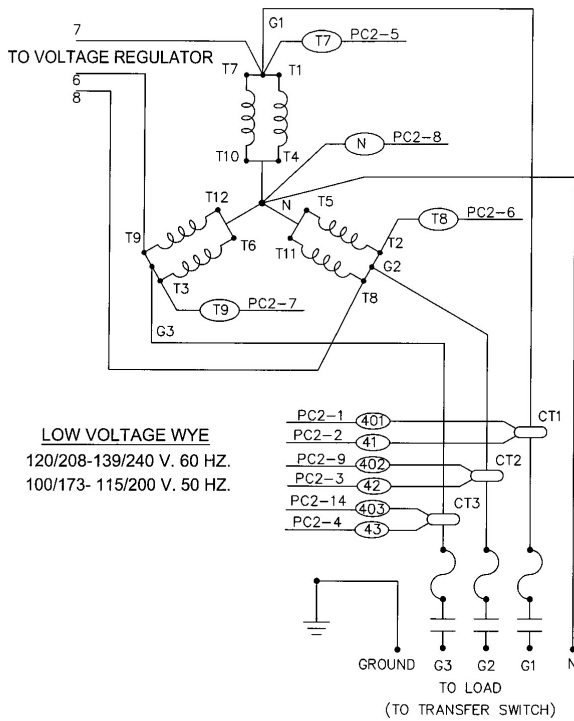 7
G1
T7
PC2-5
TO VOLTAGE REGULATOR
T7
T1
6
8
T10
T4
N
PC2-8
T12
N
T5
T8
PC2-6
T9
T6
T11
T2
G2
T3
T8
T9
PC2-7
G3
LOW VOLTAGE WYE
120/208-139/240 V. 60 HZ.
100/173- 115/200 V. 50 HZ.
PC2-1
401
CT1
PC2-2
41
PC2-9
402
CT2
PC2-3
42
PC2-14
403
CT3
PC2-4
43
GROUND
G3
G2
G1
N
TO LOAD
(TO TRANSFER SWITCH)